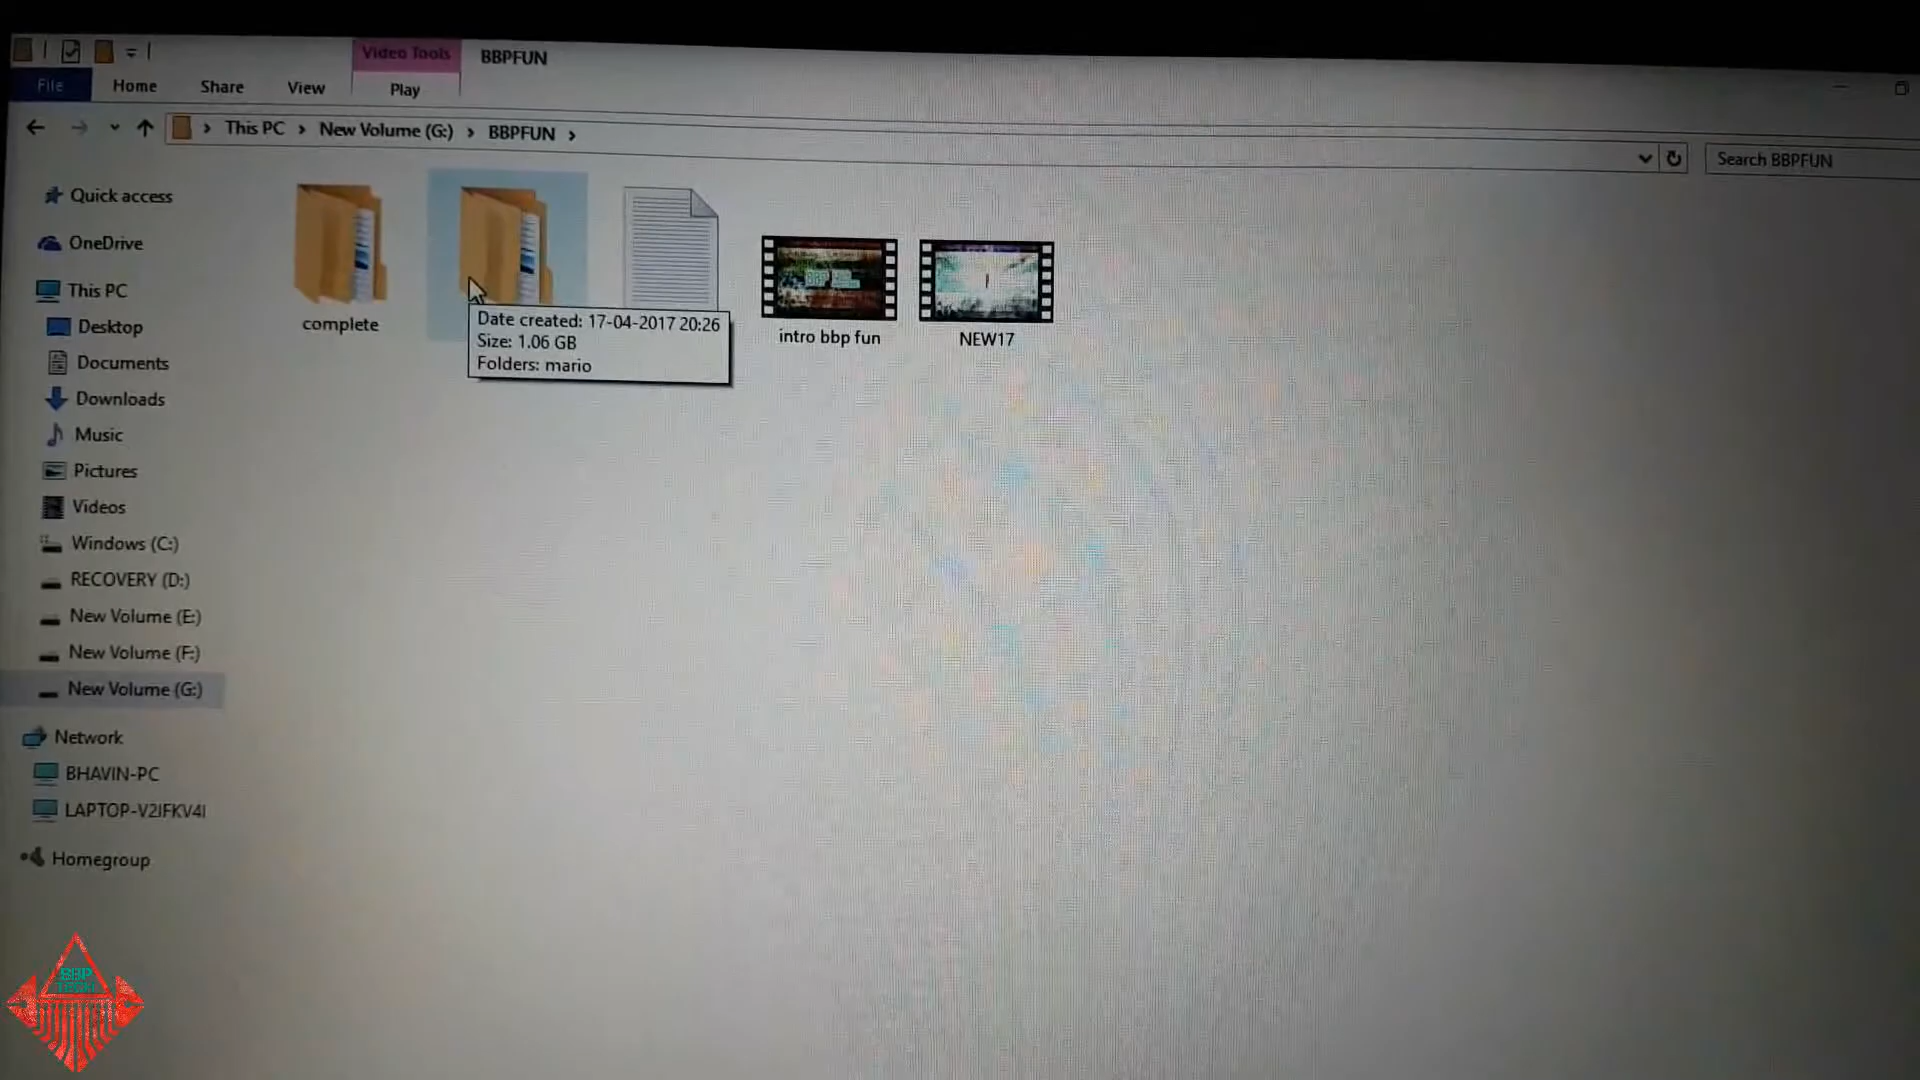 Video Tools
BBPFUN
File
Home
Share
View
Play
This PC
New Volume (G:)
BBPFUN
Search BBPFUN
Quick access
OneDrive
This PC
Desktop
Documents
Downloads
Music
Pictures
Videos
Windows (C:)
RECOVERY (D:)
New Volume (E:)
New Volume (F:)
New Volume (G:)
Network
BHAVIN-PC
LAPTOP-V2IFKV4I
Homegroup
complete
Date created: 17-04-2017 20:26
Size: 1.06 GB
Folders: mario
intro bbp fun
NEW17
BBP